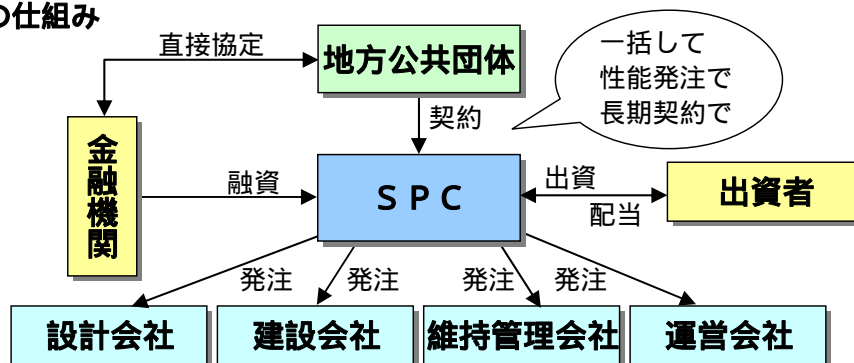 の仕組み
直接協定
地方公共団体
一括して
性能発注で
長期契約で
契約
金融機関
融資
ＳＰＣ
出資
配当
出資者
発注
発注
発注
発注
設計会社
建設会社
維持管理会社
運営会社